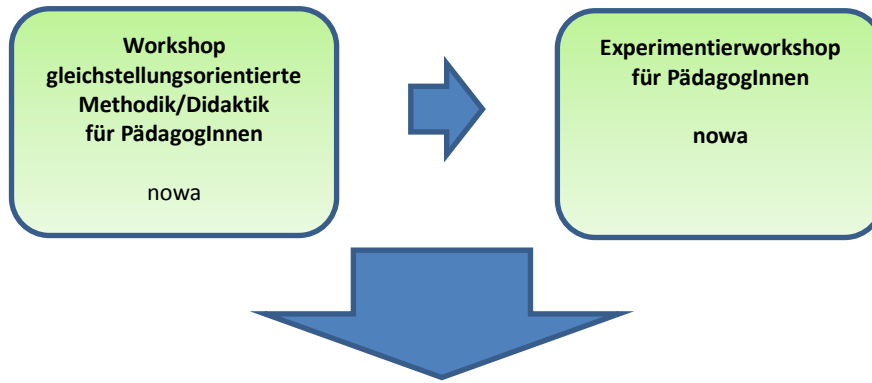 Workshop
gleichstellungsorientierte
Methodik/Didaktik
für PädagogInnen
nowa
Experimentierworkshop
für PädagogInnen
nowa